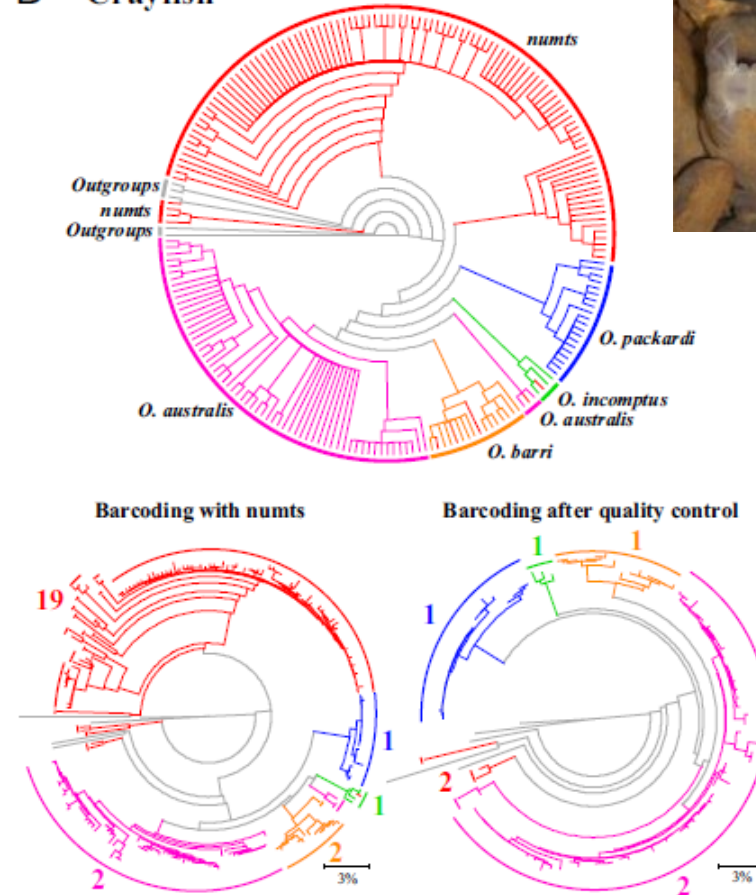 Crayfish
numts
Outgroups
numts
Outgroups
O. packardi
O. incomptus
O. australis
O. australis
O. barri
Barcoding with numts
Barcoding after quality control
19
1
1
2
2
3%
1
1
1
2
2
3%